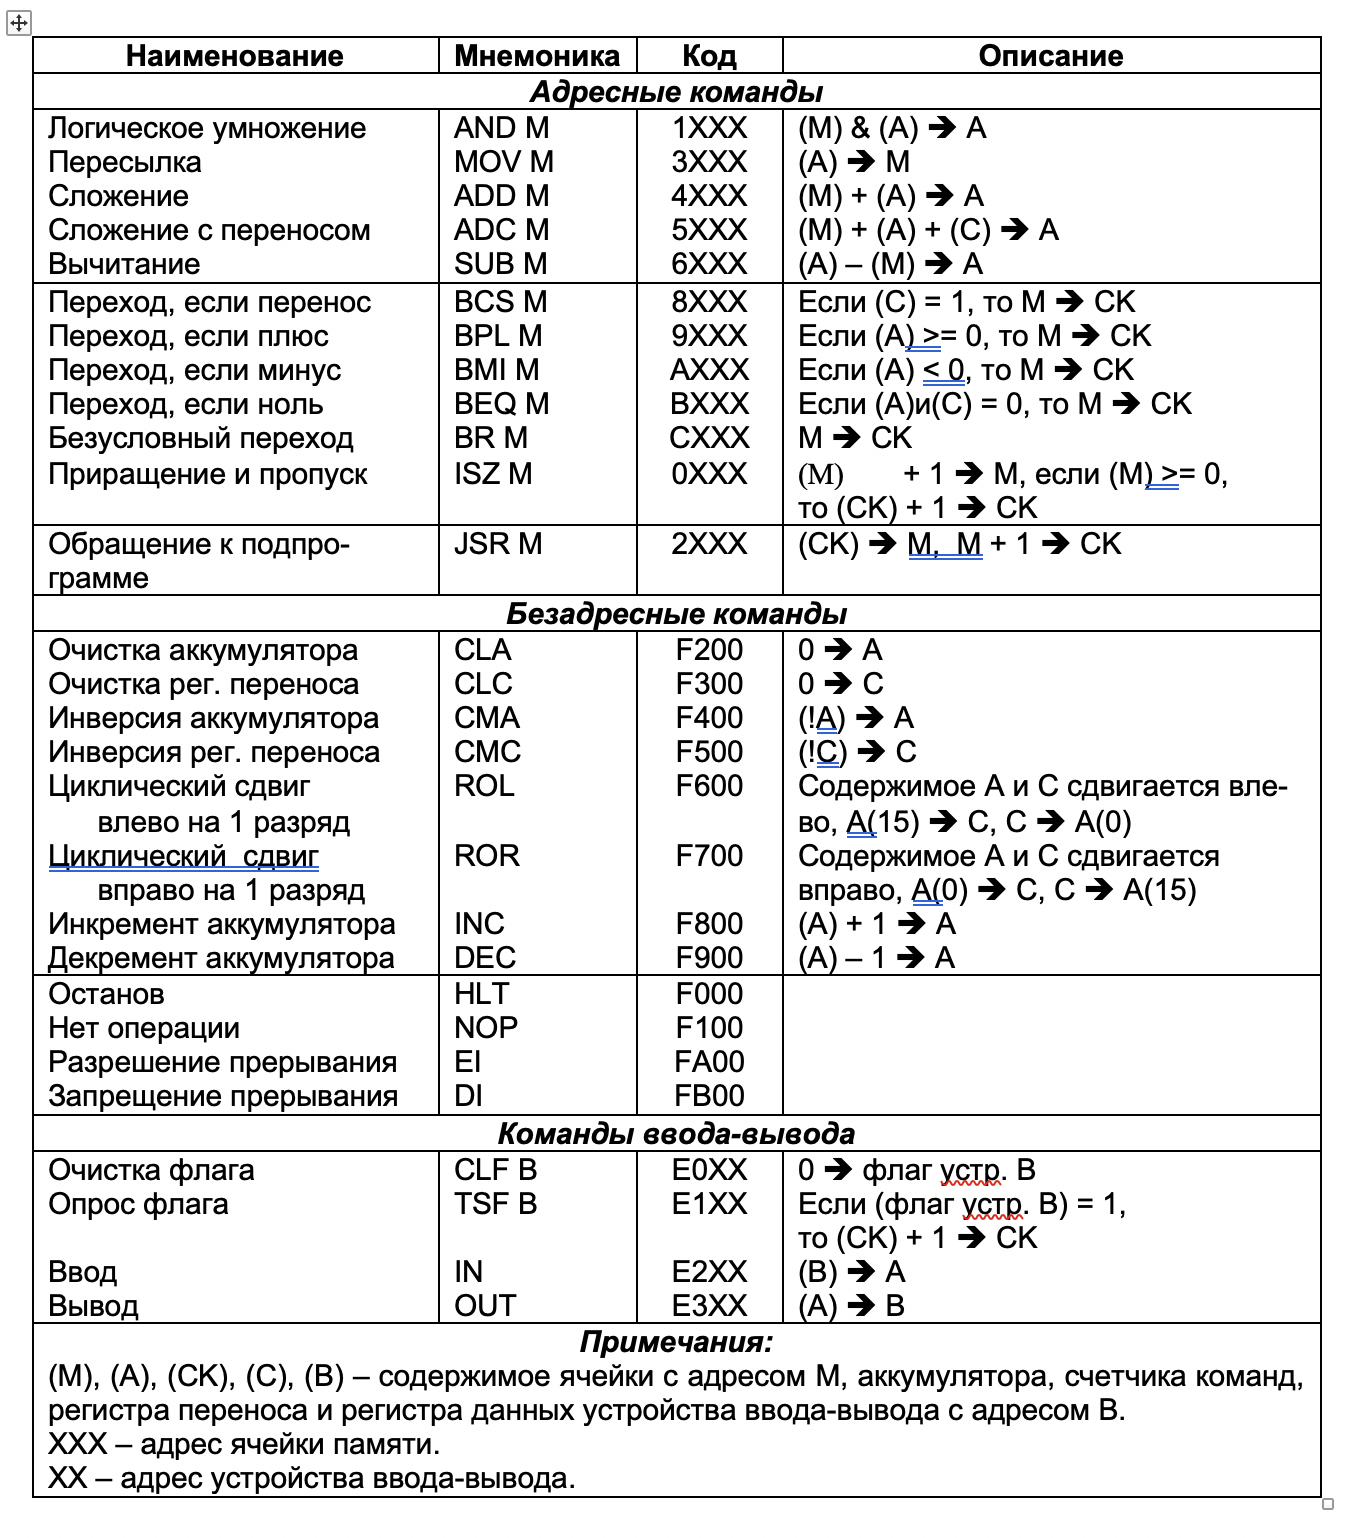 Наименование Мнемоника Код Описание
Адресные команды
Логическое умножение AND M 1XXX (M) & (A) ➔ A
Пересылка MOV M 3XXX (A) ➔ M
Сложение ADD M 4XXX (M) + (A) ➔ A
Сложение с переносом ADC M 5XXX (M) + (A) + (C) ➔ A
Вычитание SUB M 6XXX (A) – (M) ➔ A
Переход, если перенос BCS M 8XXX Если (C) = 1, то M ➔ CK
Переход, если плюс BPL M 9XXX Если (A) >= 0, то M ➔ CK
Переход, если минус BMI M AXXX Если (A) < 0, то M ➔ CK
Переход, если ноль BEQ M BXXX Если (A)и(C) = 0, то M ➔ CK
Безусловный переход BR M CXXX M ➔ CK
Приращение и пропуск ISZ M 0XXX (M) + 1 ➔ M, если (M) >= 0,
то (CK) + 1 ➔ CK
Обращение к подпро- JSR M 2XXX (CK) ➔ M, M + 1 ➔ CK
грамме
Безадресные команды
Очистка аккумулятора CLA F200 0 ➔ A
Очистка рег. переноса CLC F300 0 ➔ C
Инверсия аккумулятора CMA F400 (!A) ➔ A
Инверсия рег. переноса CMC F500 (!C) ➔ C
Циклический сдвиг ROL F600 Содержимое A и C сдвигается вле-
влево на 1 разряд во, A(15) ➔ C, C ➔ A(0)
Циклический сдвиг ROR F700 Содержимое A и C сдвигается
вправо на 1 разряд вправо, A(0) ➔ C, C ➔ A(15)
Инкремент аккумулятора INC F800 (A) + 1 ➔ A
Декремент аккумулятора DEC F900 (A) – 1 ➔ A
Останов HLT F000
Нет операции NOP F100
Разрешение прерывания EI FA00
Запрещение прерывания DI FB00
Команды ввода-вывода
Очистка флага CLF B E0XX 0 ➔ флаг устр. B
Опрос флага TSF B E1XX Если (флаг устр. B) = 1,
то (CK) + 1 ➔ CK
Ввод IN E2XX (B) ➔ A
Вывод OUT E3XX (A) ➔ B
Примечания:
(M), (A), (CK), (C), (B) – содержимое ячейки с адресом M, аккумулятора, счетчика команд,
регистра переноса и регистра данных устройства ввода-вывода с адресом B.
XXX – адрес ячейки памяти.
XX – адрес устройства ввода-вывода.